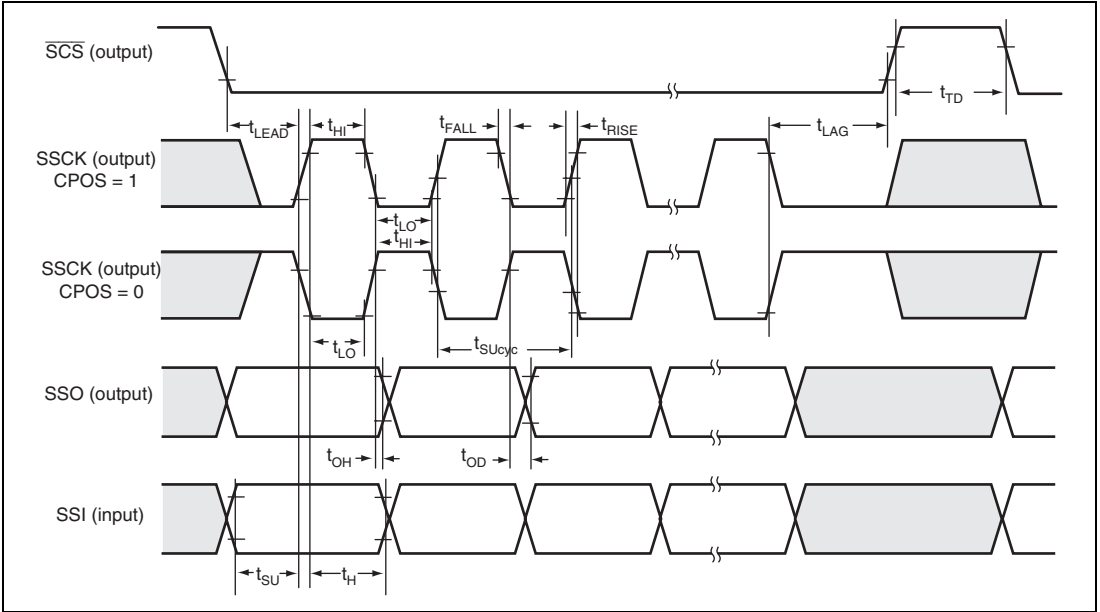 SCS (output)
tTD
tLEAD
tHI
tFALL
tRISE
tLAG
SSCK (output)
CPOS = 1
tLO
tHI
SSCK (output)
CPOS = 0
tLO
tSUcyc
SSO (output)
tOH
tOD
SSI (input)
tSU
tH